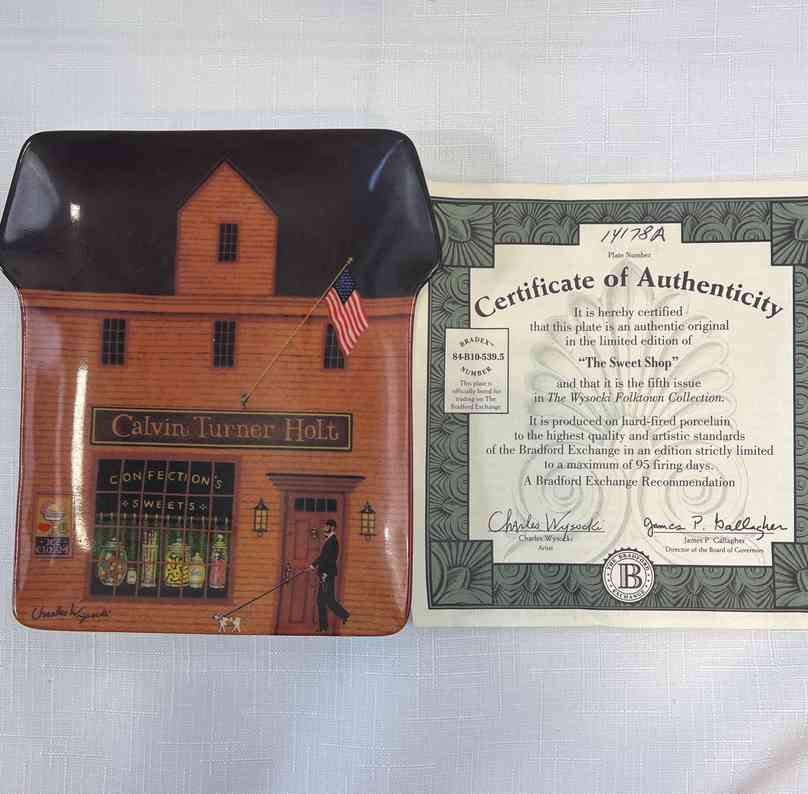 Calvin Turner Holt
CONFECTION'S
SWEETS
ICE
CREAM
Charles Wysocki
14178A
Plate Number
Certificate of Authenticity
It is hereby certified
that this plate is an authentic original
in the limited edition of
"The Sweet Shop"
and that it is the fifth issue
in The Wysocki Folktown Collection.
It is produced on hard-fired porcelain
to the highest quality and artistic standards
of the Bradford Exchange in an edition strictly limited
to a maximum of 95 firing days.
A Bradford Exchange Recommendation
BRADEX™
84-B10-539.5
NUMBER
This plate is
officially listed for
trading on The
Bradford Exchange
Charles Wysocki
Charles Wysocki
Artist
James P. Gallagher
James P. Gallagher
Director of the Board of Governors
THE BRADFORD
B
EXCHANGE